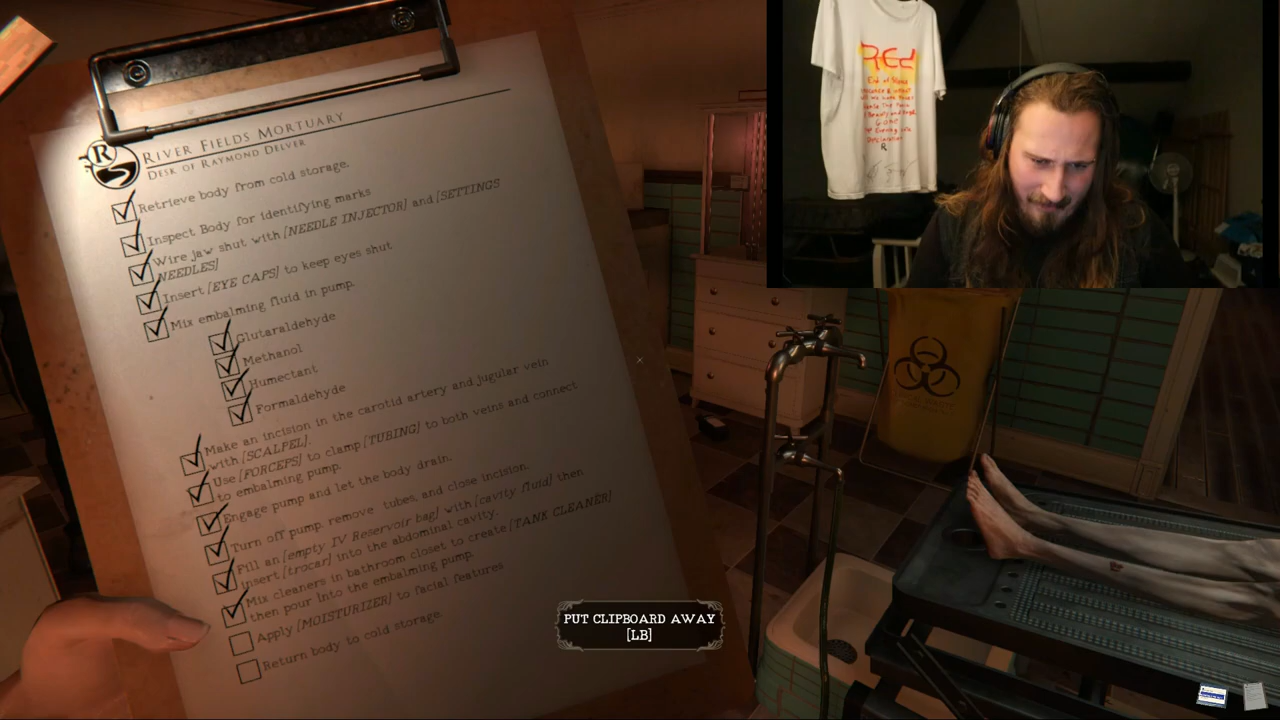 RIVER FIELDS MORTUARY
DESK OF RAYMOND DELVER
R
Retrieve body from cold storage.
Inspect Body for identifying marks
Wire jaw shut with [NEEDLE INJECTOR] and [SETTINGS
NEEDLES]
Insert [EYE CAPS] to keep eyes shut
Mix embalming fluid in pump.
Glutaraldehyde
Methanol
Humectant
Formaldehyde
Make an incision in the carotid artery and jugular vein
with [SCALPEL].
Use [FORCEPS] to clamp [TUBING] to both veins and connect
to embalming pump.
Engage pump and let the body drain.
Turn off pump, remove tubes, and close incision.
Fill an [empty IV Reservoir bag] with [cavity fluid] then
insert [trocar] into the abdominal cavity.
Mix cleaners in bathroom closet to create [TANK CLEANER]
then pour into the embalming pump.
Apply [MOISTURIZER] to facial features
Return body to cold storage.
PUT CLIPBOARD AWAY
[LB]
REd
End of
GONE
R